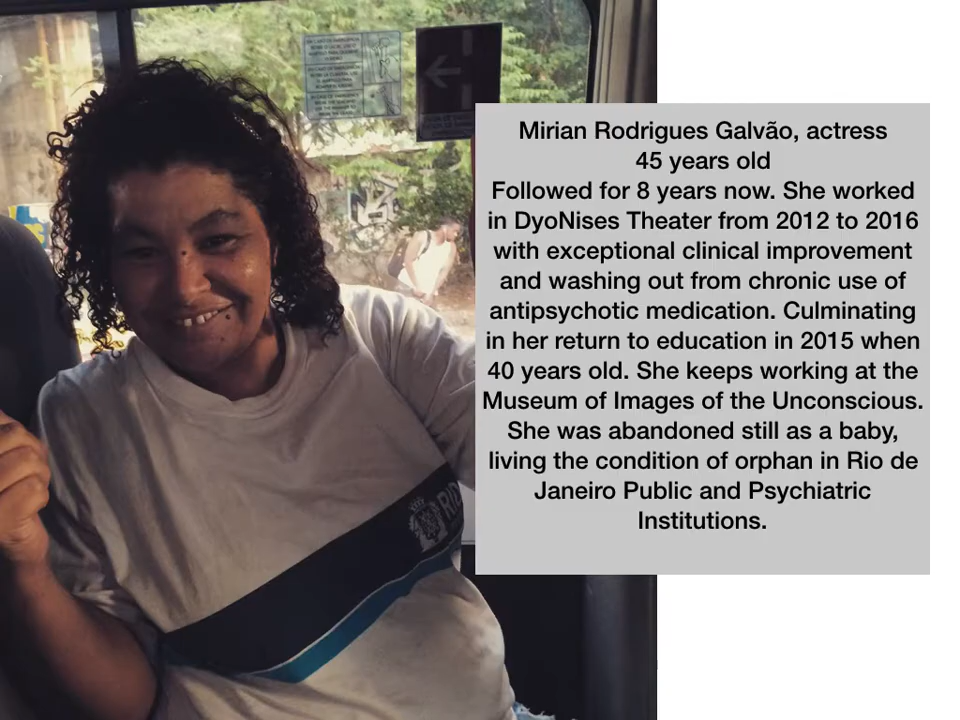 Mirian Rodrigues Galvão, actress
45 years old
Followed for 8 years now. She worked
in DyoNises Theater from 2012 to 2016
with exceptional clinical improvement
and washing out from chronic use of
antipsychotic medication. Culminating
in her return to education in 2015 when
40 years old. She keeps working at the
Museum of Images of the Unconscious.
She was abandoned still as a baby,
living the condition of orphan in Rio de
Janeiro Public and Psychiatric
Institutions.